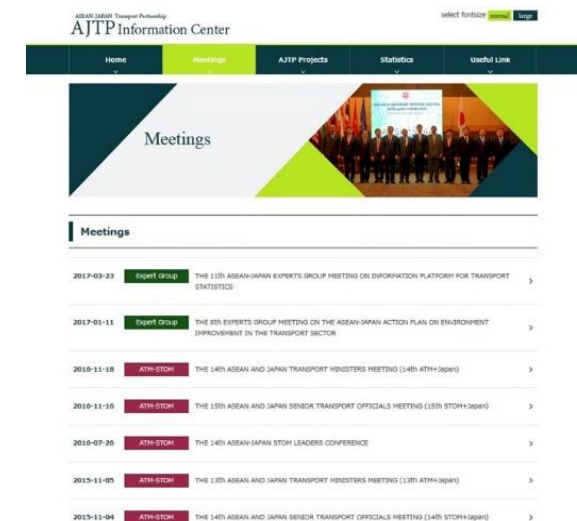 ASEAN JAPAN Transport Partnership
AJTP Information Center
select fontsize normal large
Home Meetings AJTP Projects Statistics Useful Link
Meetings
Meetings
2017-03-23 Expert Group THE 11th ASEAN-JAPAN EXPERTS GROUP MEETING ON INFORMATION PLATFORM FOR TRANSPORT
STATISTICS
2017-01-11 Expert Group THE 8th EXPERTS GROUP MEETING ON THE ASEAN-JAPAN ACTION PLAN ON ENVIRONMENT
IMPROVEMENT IN THE TRANSPORT SECTOR
2016-11-18 ATM-STOM THE 14th ASEAN AND JAPAN TRANSPORT MINISTERS MEETING (14th ATM+Japan)
2016-11-16 ATM-STOM THE 15th ASEAN AND JAPAN SENIOR TRANSPORT OFFICIALS MEETING (15th STOM+Japan)
2016-07-26 ATM-STOM THE 14th ASEAN-JAPAN STOM LEADERS CONFERENCE
2015-11-05 ATM-STOM THE 13th ASEAN AND JAPAN TRANSPORT MINISTERS MEETING (13th ATM+Japan)
2015-11-04 ATM-STOM THE 14th ASEAN AND JAPAN SENIOR TRANSPORT OFFICIALS MEETING (14th STOM+Japan)